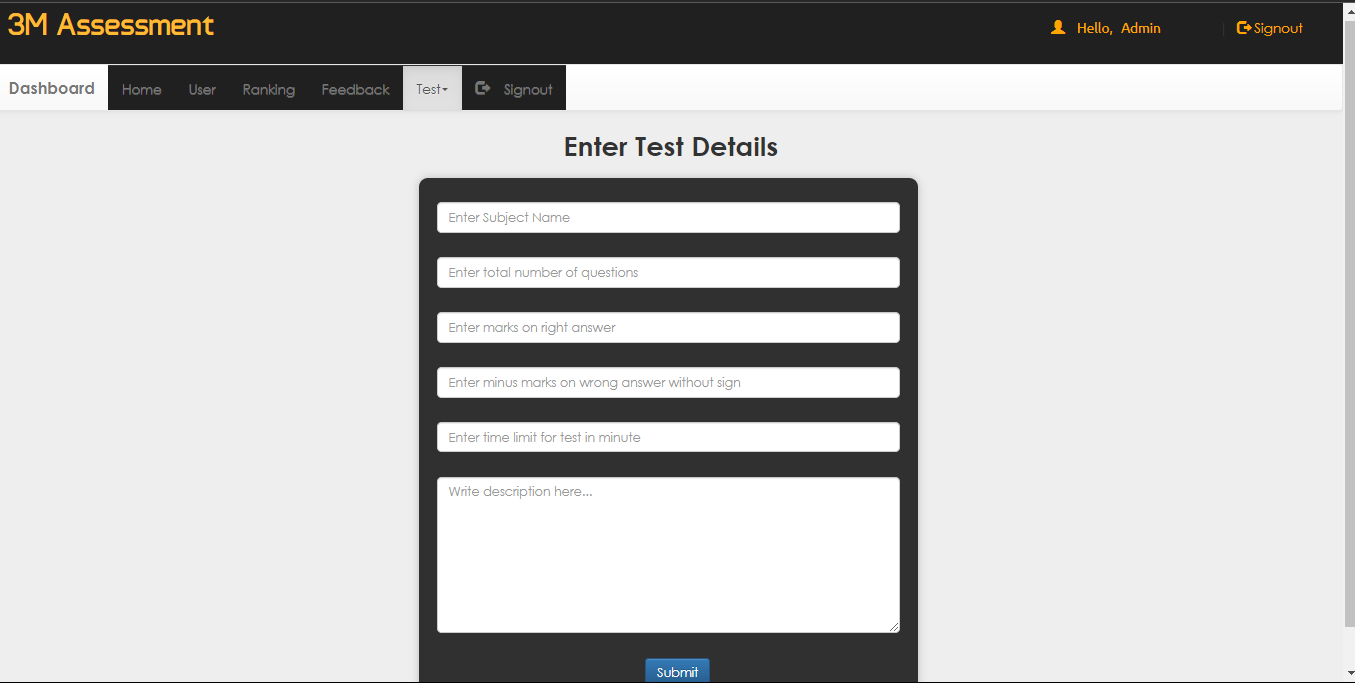 3M Assessment
Hello, Admin | Signout
Dashboard Home User Ranking Feedback Test Signout
Enter Test Details
Enter Subject Name
Enter total number of questions
Enter marks on right answer
Enter minus marks on wrong answer without sign
Enter time limit for test in minute
Write description here...
Submit